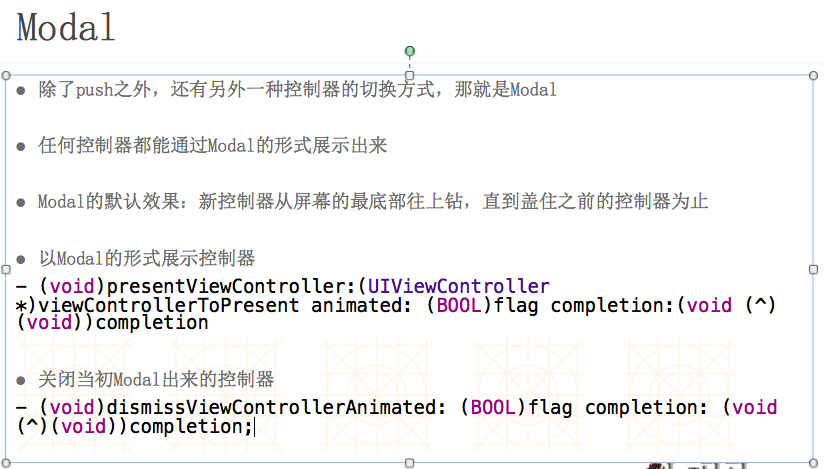 Modal
● 除了push之外，还有另外一种控制器的切换方式，那就是Modal
● 任何控制器都能通过Modal的形式展示出来
● Modal的默认效果：新控制器从屏幕的最底部往上钻，直到盖住之前的控制器为止
● 以Modal的形式展示控制器
- (void)presentViewController:(UIViewController
*)viewControllerToPresent animated: (BOOL)flag completion:(void (^)
(void))completion
● 关闭当初Modal出来的控制器
- (void)dismissViewControllerAnimated: (BOOL)flag completion: (void
(^)(void))completion;